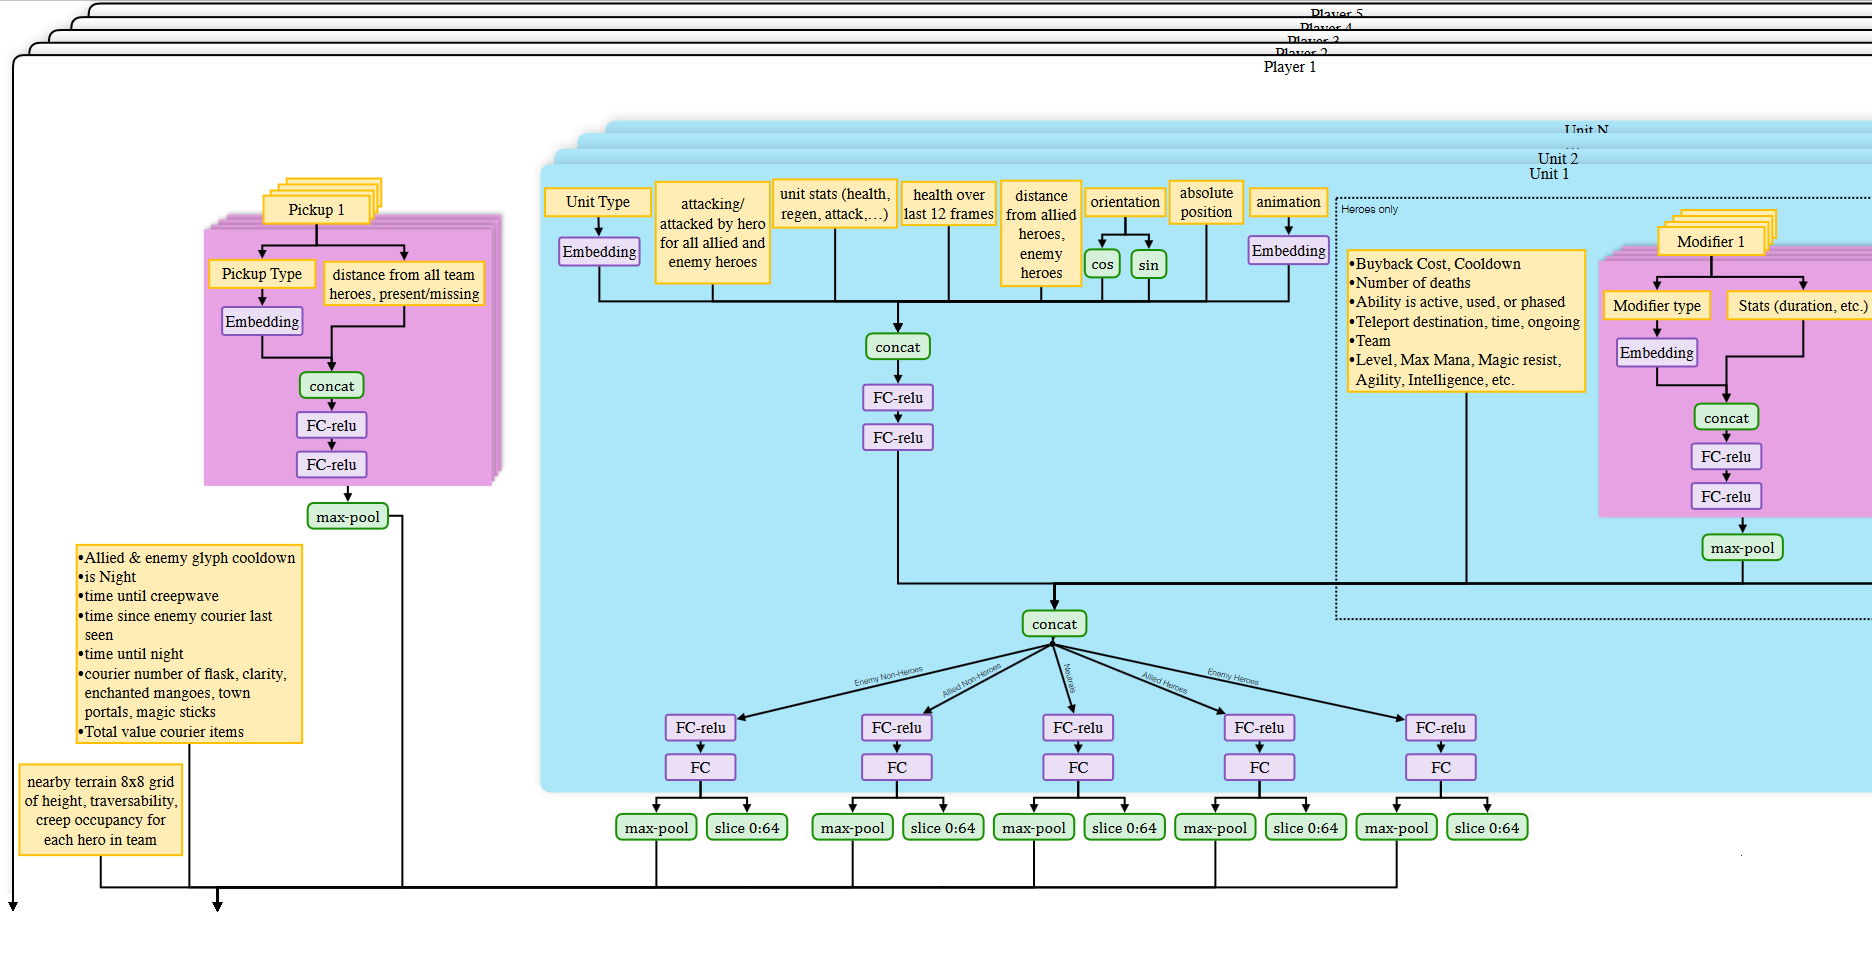 Player 5
Player 4
Player 3
Player 2
Player 1
Unit N
...
Unit 2
Unit 1
Pickup 1
Pickup Type
distance from all team
heroes, present/missing
Embedding
concat
FC-relu
FC-relu
max-pool
•Allied & enemy glyph cooldown
•is Night
•time until creepwave
•time since enemy courier last
seen
•time until night
•courier number of flask, clarity,
enchanted mangoes, town
portals, magic sticks
•Total value courier items
nearby terrain 8x8 grid
of height, traversability,
creep occupancy for
each hero in team
Unit Type
Embedding
attacking/
attacked by hero
for all allied and
enemy heroes
unit stats (health,
regen, attack,...)
health over
last 12 frames
distance
from allied
heroes,
enemy
heroes
orientation
cos
sin
absolute
position
animation
Embedding
concat
FC-relu
FC-relu
Heroes only
•Buyback Cost, Cooldown
•Number of deaths
•Ability is active, used, or phased
•Teleport destination, time, ongoing
•Team
•Level, Max Mana, Magic resist,
Agility, Intelligence, etc.
Modifier 1
Modifier type
Stats (duration, etc.)
Embedding
concat
FC-relu
FC-relu
max-pool
concat
Enemy Non-Heroes
Allied Non-Heroes
Neutrals
Allied Heroes
Enemy Heroes
FC-relu
FC-relu
FC-relu
FC-relu
FC-relu
FC
FC
FC
FC
FC
max-pool
slice 0:64
max-pool
slice 0:64
max-pool
slice 0:64
max-pool
slice 0:64
max-pool
slice 0:64